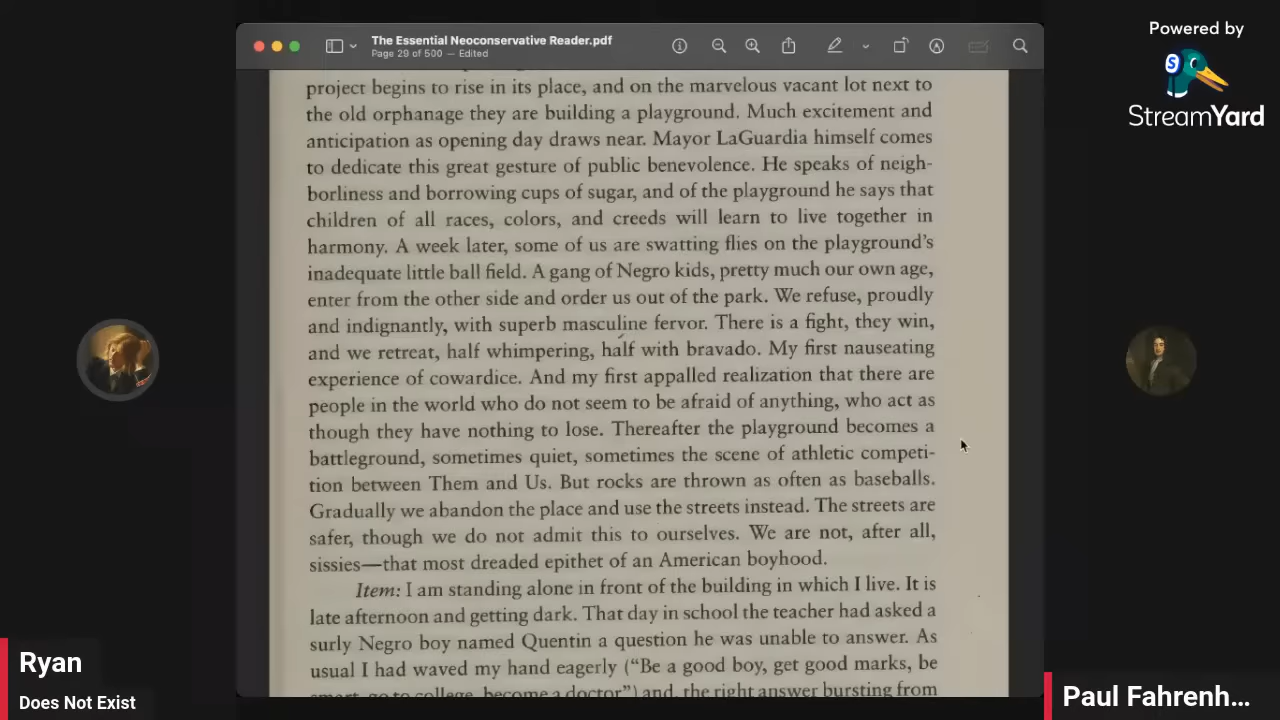 The Essential Neoconservative Reader.pdf
Page 29 of 500 — Edited
project begins to rise in its place, and on the marvelous vacant lot next to
the old orphanage they are building a playground. Much excitement and
anticipation as opening day draws near. Mayor LaGuardia himself comes
to dedicate this great gesture of public benevolence. He speaks of neigh-
borliness and borrowing cups of sugar, and of the playground he says that
children of all races, colors, and creeds will learn to live together in
harmony. A week later, some of us are swatting flies on the playground's
inadequate little ball field. A gang of Negro kids, pretty much our own age,
enter from the other side and order us out of the park. We refuse, proudly
and indignantly, with superb masculine fervor. There is a fight, they win,
and we retreat, half whimpering, half with bravado. My first nauseating
experience of cowardice. And my first appalled realization that there are
people in the world who do not seem to be afraid of anything, who act as
though they have nothing to lose. Thereafter the playground becomes a
battleground, sometimes quiet, sometimes the scene of athletic competi-
tion between Them and Us. But rocks are thrown as often as baseballs.
Gradually we abandon the place and use the streets instead. The streets are
safer, though we do not admit this to ourselves. We are not, after all,
sissies—that most dreaded epithet of an American boyhood.
Item: I am standing alone in front of the building in which I live. It is
late afternoon and getting dark. That day in school the teacher had asked a
surly Negro boy named Quentin a question he was unable to answer. As
usual I had waved my hand eagerly ("Be a good boy, get good marks, be
smart, go to college, become a doctor") and, the right answer bursting from
Powered by
S
StreamYard
Ryan
Does Not Exist
Paul Fahrenh...